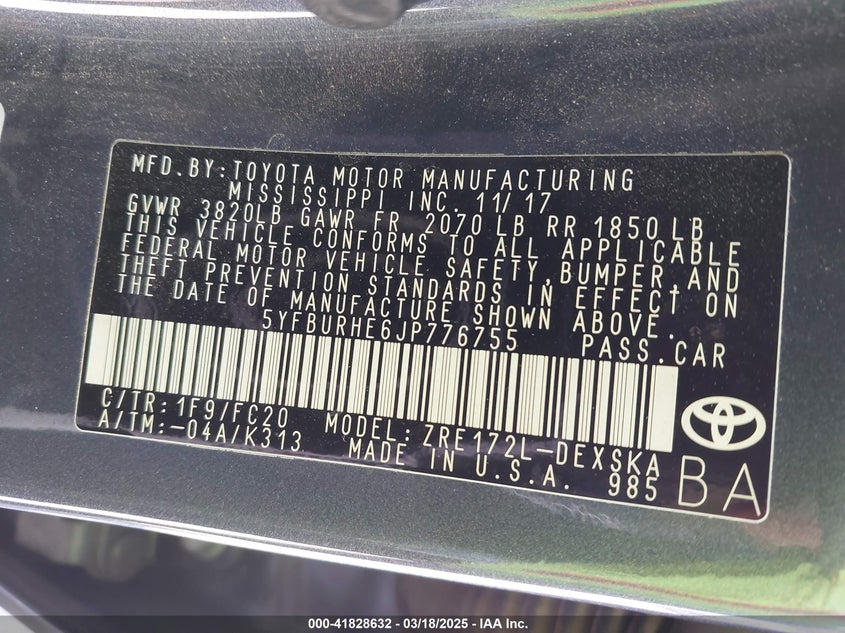 MFD.BY:TOYOTA MOTOR MANUFACTURING
MISSISSIPPI INC. 11/17
GVWR 3820LB GAWR FR 2070 LB RR 1850 LB
THIS VEHICLE CONFORMS TO ALL APPLICABLE
FEDERAL MOTOR VEHICLE SAFETY,BUMPER,AND
THEFT PREVENTION STANDARDS IN EFFECT ON
THE DATE OF MANUFACTURE SHOWN ABOVE.
5YFBURHE6JP776755 PASS.CAR
C/TR:1F9/FC20 MODEL:ZRE172L-DEXSKA
A/TM:-04A/K313 MADE IN U.S.A. 985
BA
000-41828632 — 03/18/2025 — IAA Inc.